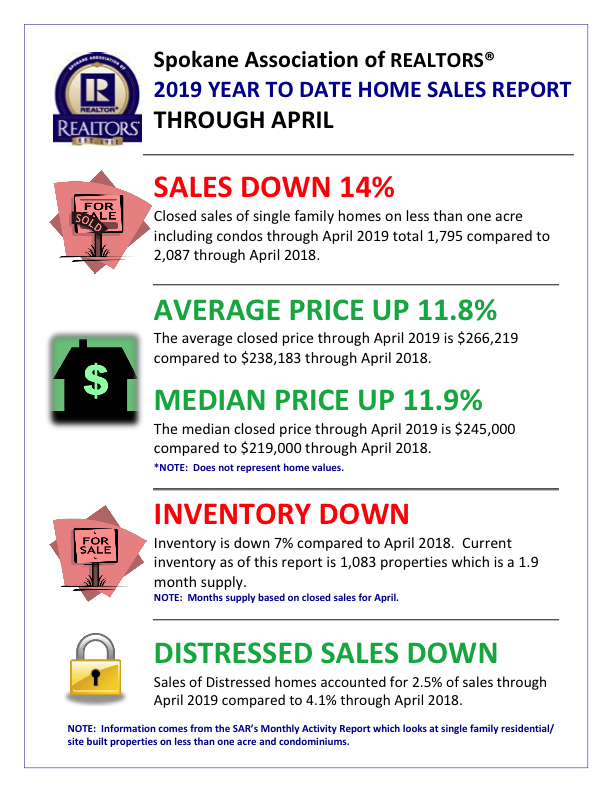 SPOKANE ASSOCIATION OF
R
REALTOR®
REALTORS®
EST 1911
Spokane Association of REALTORS®
2019 YEAR TO DATE HOME SALES REPORT
THROUGH APRIL
FOR
SALE
SOLD
SALES DOWN 14%
Closed sales of single family homes on less than one acre
including condos through April 2019 total 1,795 compared to
2,087 through April 2018.
$
AVERAGE PRICE UP 11.8%
The average closed price through April 2019 is $266,219
compared to $238,183 through April 2018.
MEDIAN PRICE UP 11.9%
The median closed price through April 2019 is $245,000
compared to $219,000 through April 2018.
*NOTE:  Does not represent home values.
FOR
SALE
INVENTORY DOWN
Inventory is down 7% compared to April 2018.  Current
inventory as of this report is 1,083 properties which is a 1.9
month supply.
NOTE:  Months supply based on closed sales for April.
DISTRESSED SALES DOWN
Sales of Distressed homes accounted for 2.5% of sales through
April 2019 compared to 4.1% through April 2018.
NOTE:  Information comes from the SAR's Monthly Activity Report which looks at single family residential/
site built properties on less than one acre and condominiums.